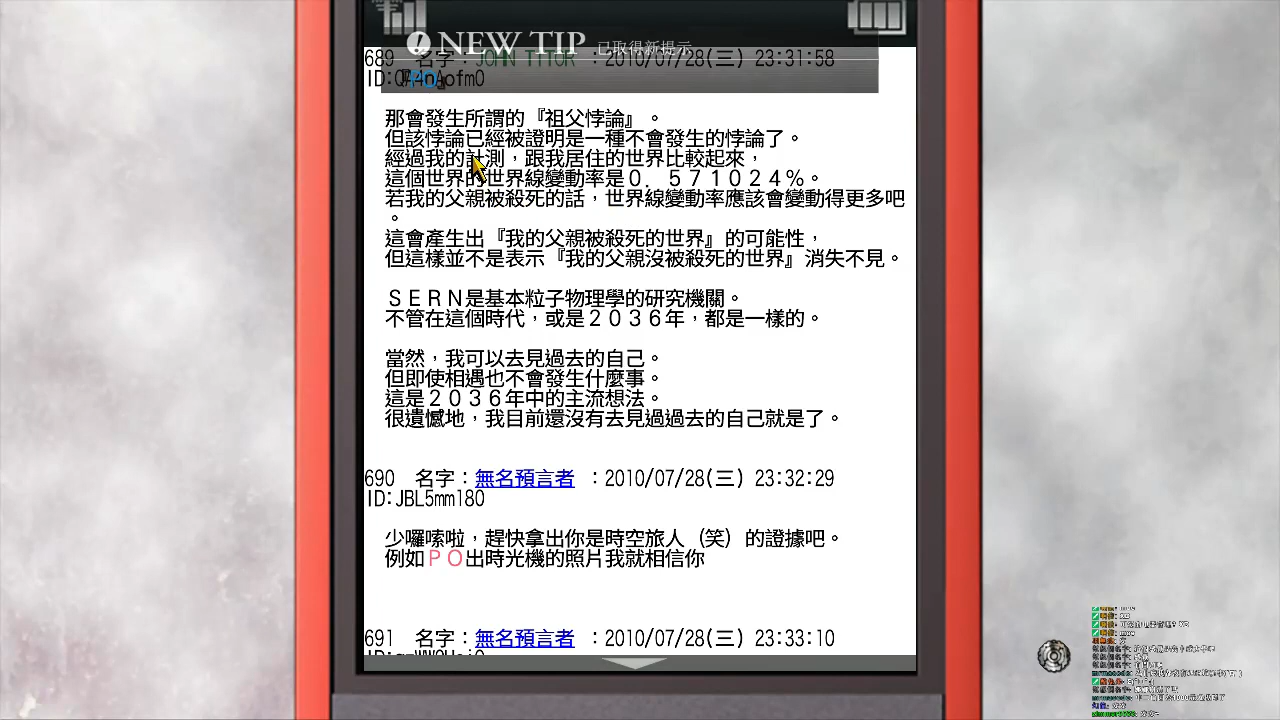 NEW TIP 已取得新提示
689 名字：JOHN TITOR ：2010/07/28(三) 23:31:58
PO
那會發生所謂的『祖父悖論』。
但該悖論已經被證明是一種不會發生的悖論了。
經過我的計測，跟我居住的世界比較起來，
這個世界的世界線變動率是０．５７１０２４％。
若我的父親被殺死的話，世界線變動率應該會變動得更多吧
。
這會產生出『我的父親被殺死的世界』的可能性，
但這樣並不是表示『我的父親沒被殺死的世界』消失不見。
ＳＥＲＮ是基本粒子物理學的研究機關。
不管在這個時代，或是２０３６年，都是一樣的。
當然，我可以去見過去的自己。
但即使相遇也不會發生什麼事。
這是２０３６年中的主流想法。
很遺憾地，我目前還沒有去見過過去的自己就是了。
690 名字：無名預言者 ：2010/07/28(三) 23:32:29
ID:JBL5mm180
少囉嗦啦，趕快拿出你是時空旅人（笑）的證據吧。
例如ＰＯ出時光機的照片我就相信你
691 名字：無名預言者 ：2010/07/28(三) 23:33:10